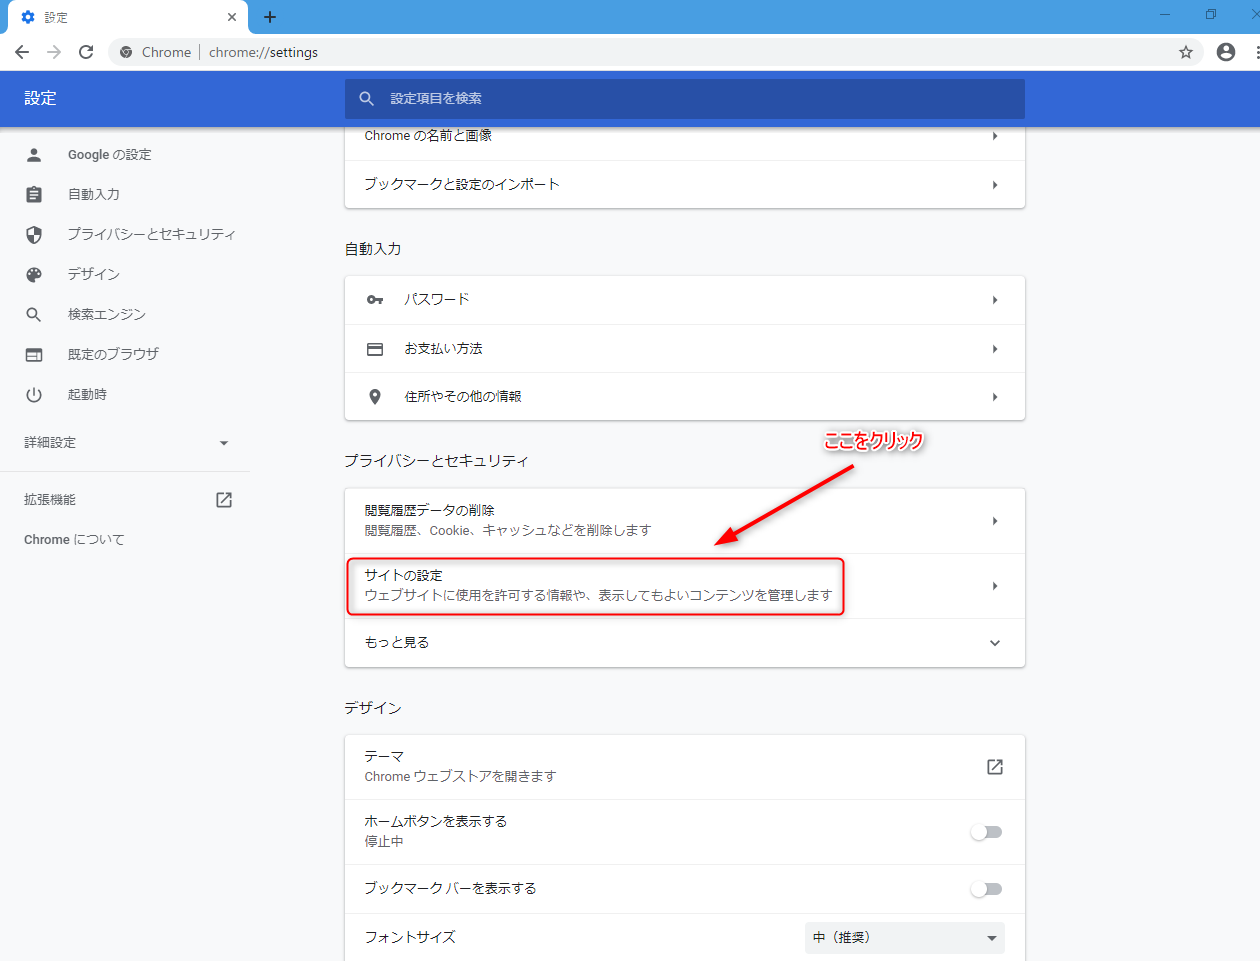 設定
Chrome chrome://settings
設定
設定項目を検索
Google の設定
自動入力
プライバシーとセキュリティ
デザイン
検索エンジン
既定のブラウザ
起動時
詳細設定
拡張機能
Chrome について
Chrome の名前と画像
ブックマークと設定のインポート
自動入力
パスワード
お支払い方法
住所やその他の情報
ここをクリック
プライバシーとセキュリティ
閲覧履歴データの削除
閲覧履歴、Cookie、キャッシュなどを削除します
サイトの設定
ウェブサイトに使用を許可する情報や、表示してもよいコンテンツを管理します
もっと見る
デザイン
テーマ
Chrome ウェブストアを開きます
ホームボタンを表示する
停止中
ブックマーク バーを表示する
フォントサイズ
中（推奨）